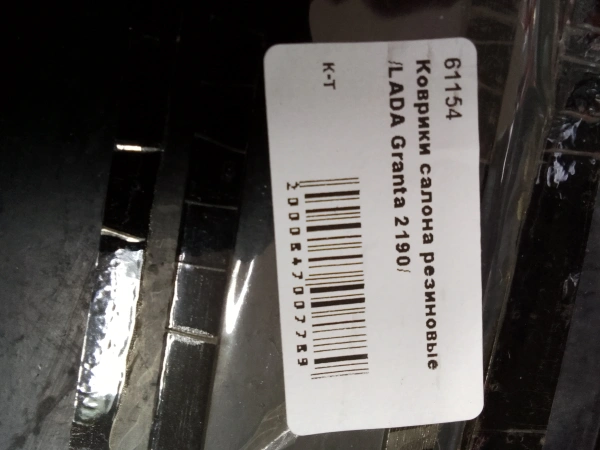 61154
Коврики салона резиновые
/LADA Granta 2190/
К-Т
2000547007789